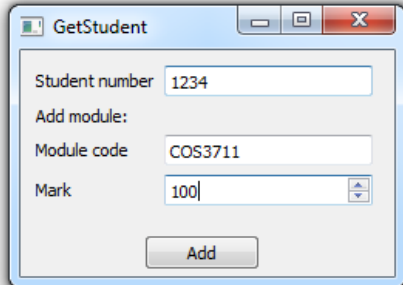 GetStudent
Student number 1234
Add module:
Module code COS3711
Mark 100
Add